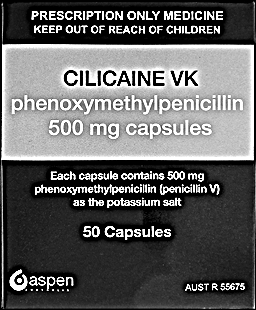 PRESCRIPTION ONLY MEDICINE
KEEP OUT OF REACH OF CHILDREN
CILICAINE VK
phenoxymethylpenicillin
500 mg capsules
Each capsule contains 500 mg
phenoxymethylpenicillin (penicillin V)
as the potassium salt
50 Capsules
aspen
AUST R 55675